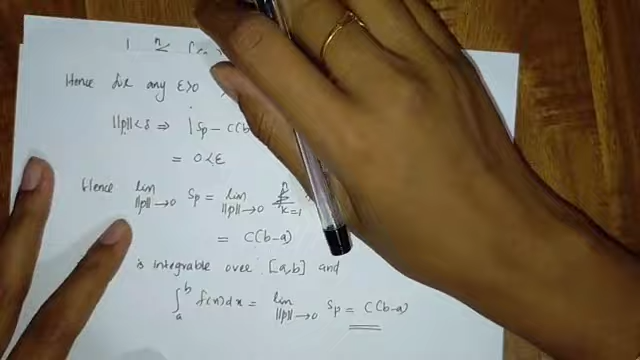 Hence for any ε>0
||p||<δ ⇒ |Sp − C(b
= 0<ε
Hence lim ||p||→0 Sp = lim ||p||→0 Σ k=1
= C(b−a)
is integrable over [a,b] and
∫ₐᵇ f(x)dx = lim ||p||→0 Sp = C(b−a)